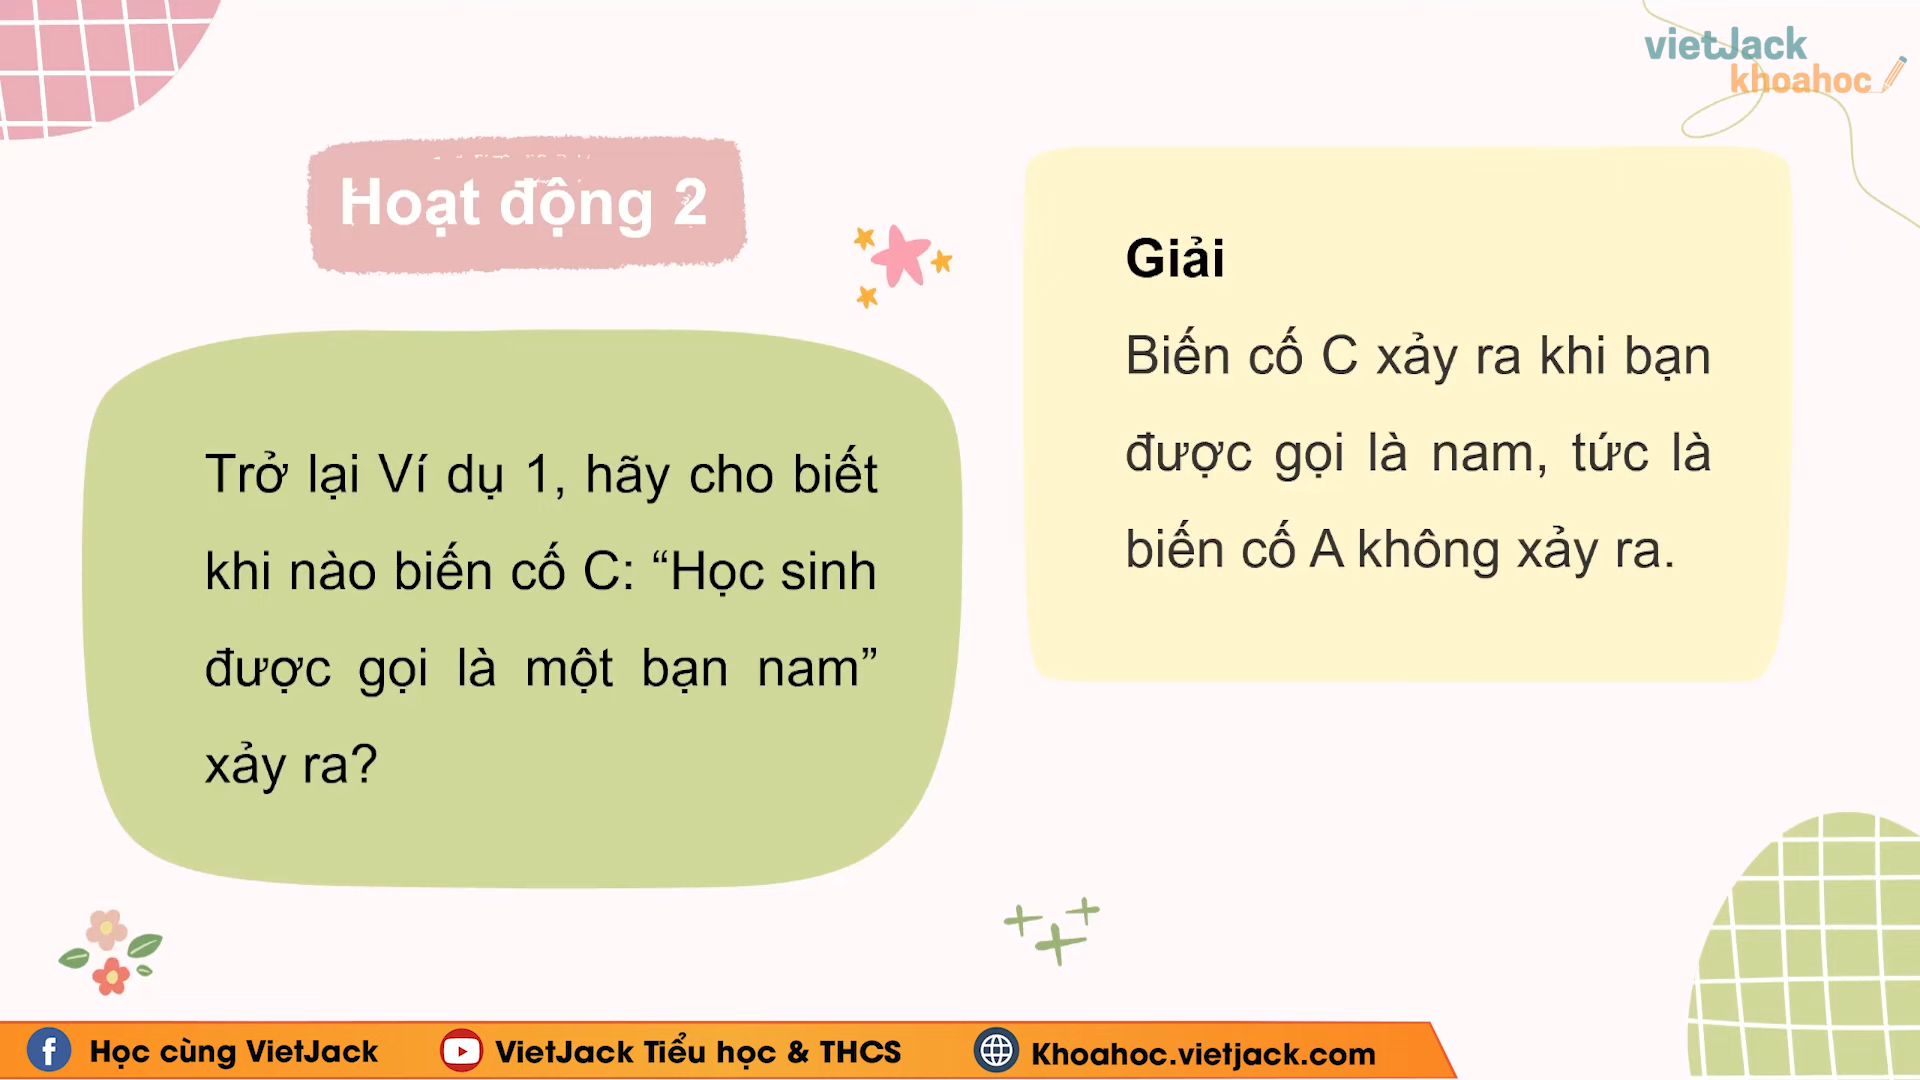 vietJack
khoahoc
Hoạt động 2
Trở lại Ví dụ 1, hãy cho biết
khi nào biến cố C: “Học sinh
được gọi là một bạn nam”
xảy ra?
Giải
Biến cố C xảy ra khi bạn
được gọi là nam, tức là
biến cố A không xảy ra.
Học cùng VietJack
VietJack Tiểu học & THCS
Khoahoc.vietjack.com